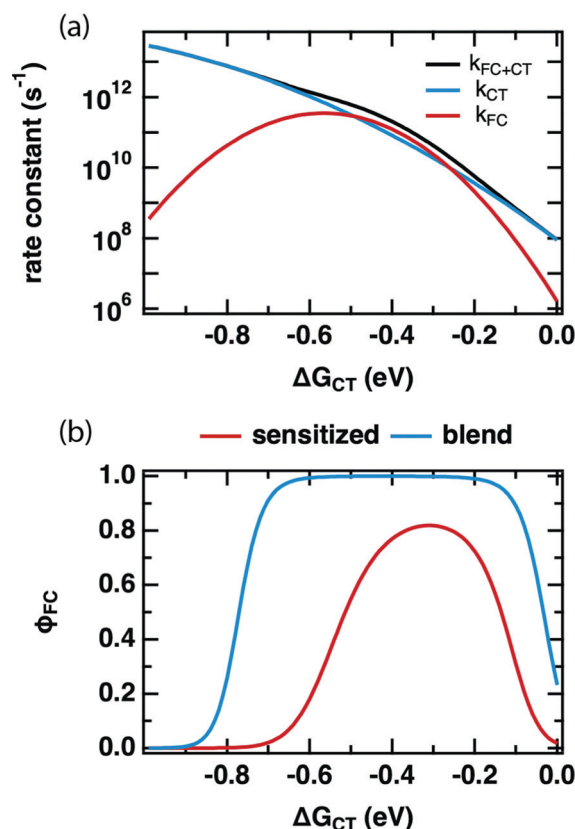 (a)
rate constant (s⁻¹)
10¹²
10¹⁰
10⁸
10⁶
k_FC+CT
k_CT
k_FC
-0.8 -0.6 -0.4 -0.2 0.0
ΔG_CT (eV)
(b)
sensitized blend
ϕ_FC
1.0
0.8
0.6
0.4
0.2
0.0
-0.8 -0.6 -0.4 -0.2 0.0
ΔG_CT (eV)